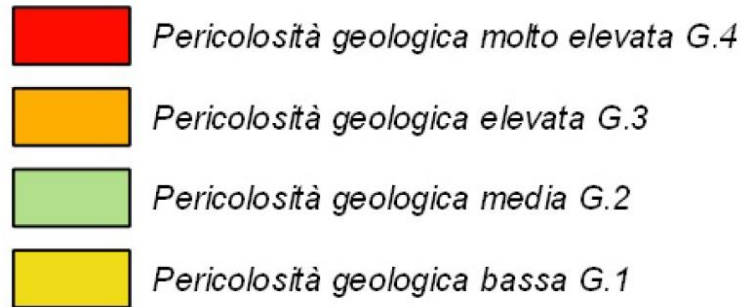 Pericolosità geologica molto elevata G.4
Pericolosità geologica elevata G.3
Pericolosità geologica media G.2
Pericolosità geologica bassa G.1